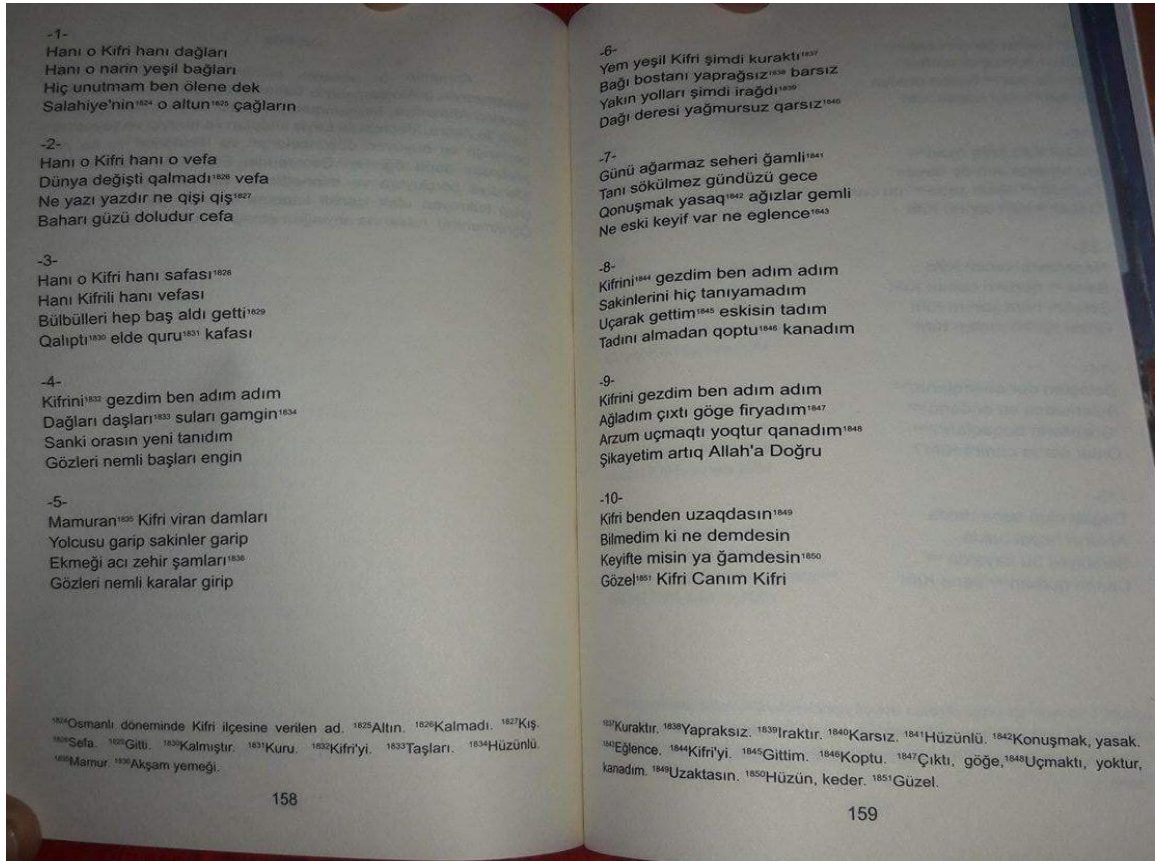 -1-
Hanı o Kifri hanı dağları
Hanı o narin yeşil bağları
Hiç unutmam ben ölene dek
Salahiye'nin¹⁸²⁴ o altun¹⁸²⁵ çağların
-2-
Hanı o Kifri hanı o vefa
Dünya değişti qalmadı¹⁸²⁶ vefa
Ne yazı yazdır ne qişi qiş¹⁸²⁷
Baharı güzü doludur cefa
-3-
Hanı o Kifri hanı safası¹⁸²⁸
Hanı Kifrili hanı vefası
Bülbülleri hep baş aldı getti¹⁸²⁹
Qalıptı¹⁸³⁰ elde quru¹⁸³¹ kafası
-4-
Kifrini¹⁸³² gezdim ben adım adım
Dağları daşları¹⁸³³ suları gamgin¹⁸³⁴
Sanki orasın yeni tanıdım
Gözleri nemli başları engin
-5-
Mamuran¹⁸³⁵ Kifri viran damları
Yolcusu garip sakinler garip
Ekmeği acı zehir şamları¹⁸³⁶
Gözleri nemli karalar girip
¹⁸²⁴Osmanlı döneminde Kifri ilçesine verilen ad. ¹⁸²⁵Altın. ¹⁸²⁶Kalmadı. ¹⁸²⁷Kış.
¹⁸²⁸Sefa. ¹⁸²⁹Gitti. ¹⁸³⁰Kalmıştır. ¹⁸³¹Kuru. ¹⁸³²Kifri'yi. ¹⁸³³Taşları. ¹⁸³⁴Hüzünlü.
¹⁸³⁵Mamur. ¹⁸³⁶Akşam yemeği.
158
-6-
Yem yeşil Kifri şimdi kuraktı¹⁸³⁷
Bağı bostanı yaprağsız¹⁸³⁸ barsız
Yakın yolları şimdi irağdı¹⁸³⁹
Dağı deresi yağmursuz qarsız¹⁸⁴⁰
-7-
Günü ağarmaz seheri ğamli¹⁸⁴¹
Tanı sökülmez gündüzü gece
Qonuşmak yasaq¹⁸⁴² ağızlar gemli
Ne eski keyif var ne eglence¹⁸⁴³
-8-
Kifrini¹⁸⁴⁴ gezdim ben adım adım
Sakinlerini hiç tanıyamadım
Uçarak gettim¹⁸⁴⁵ eskisin tadım
Tadını almadan qoptu¹⁸⁴⁶ kanadım
-9-
Kifrini gezdim ben adım adım
Ağladım çıxtı göge firyadım¹⁸⁴⁷
Arzum uçmaqtı yoqtur qanadım¹⁸⁴⁸
Şikayetim artıq Allah'a Doğru
-10-
Kifri benden uzaqdasın¹⁸⁴⁹
Bilmedim ki ne demdesin
Keyifte misin ya ğamdesin¹⁸⁵⁰
Gözel¹⁸⁵¹ Kifri Canım Kifri
¹⁸³⁷Kuraktır. ¹⁸³⁸Yapraksız. ¹⁸³⁹Iraktır. ¹⁸⁴⁰Karsız. ¹⁸⁴¹Hüzünlü. ¹⁸⁴²Konuşmak, yasak.
¹⁸⁴³Eğlence. ¹⁸⁴⁴Kifri'yi. ¹⁸⁴⁵Gittim. ¹⁸⁴⁶Koptu. ¹⁸⁴⁷Çıktı, göğe,¹⁸⁴⁸Uçmaktı, yoktur,
kanadım. ¹⁸⁴⁹Uzaktasın. ¹⁸⁵⁰Hüzün, keder. ¹⁸⁵¹Güzel.
159